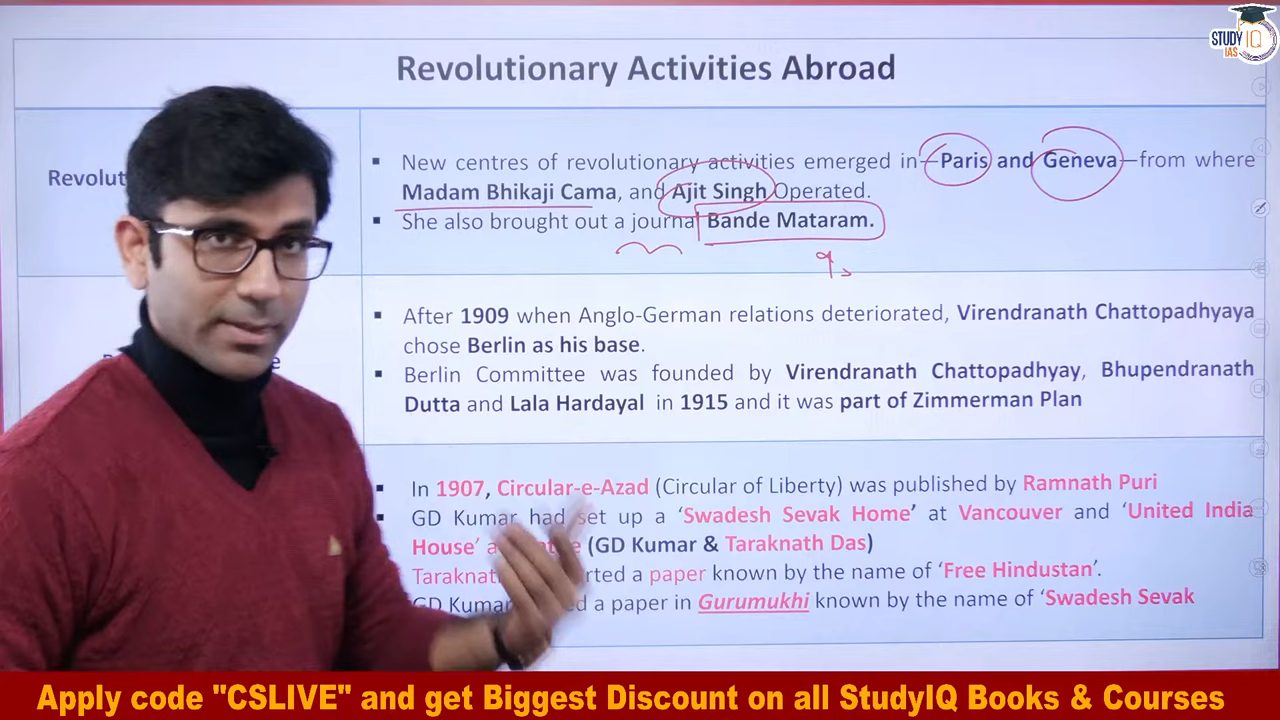 STUDY IQ
IAS
Revolutionary Activities Abroad
▪ New centres of revolutionary activities emerged in—Paris and Geneva—from where
Madam Bhikaji Cama, and Ajit Singh Operated.
▪ She also brought out a journal Bande Mataram.
▪ After 1909 when Anglo-German relations deteriorated, Virendranath Chattopadhyaya
chose Berlin as his base.
▪ Berlin Committee was founded by Virendranath Chattopadhyay, Bhupendranath
Dutta and Lala Hardayal in 1915 and it was part of Zimmerman Plan
▪ In 1907, Circular-e-Azad (Circular of Liberty) was published by Ramnath Puri
▪ GD Kumar had set up a ‘Swadesh Sevak Home’ at Vancouver and ‘United India
House’ (GD Kumar & Taraknath Das)
a paper known by the name of ‘Free Hindustan’.
GD Kumar a paper in Gurumukhi known by the name of ‘Swadesh Sevak
Apply code "CSLIVE" and get Biggest Discount on all StudyIQ Books & Courses